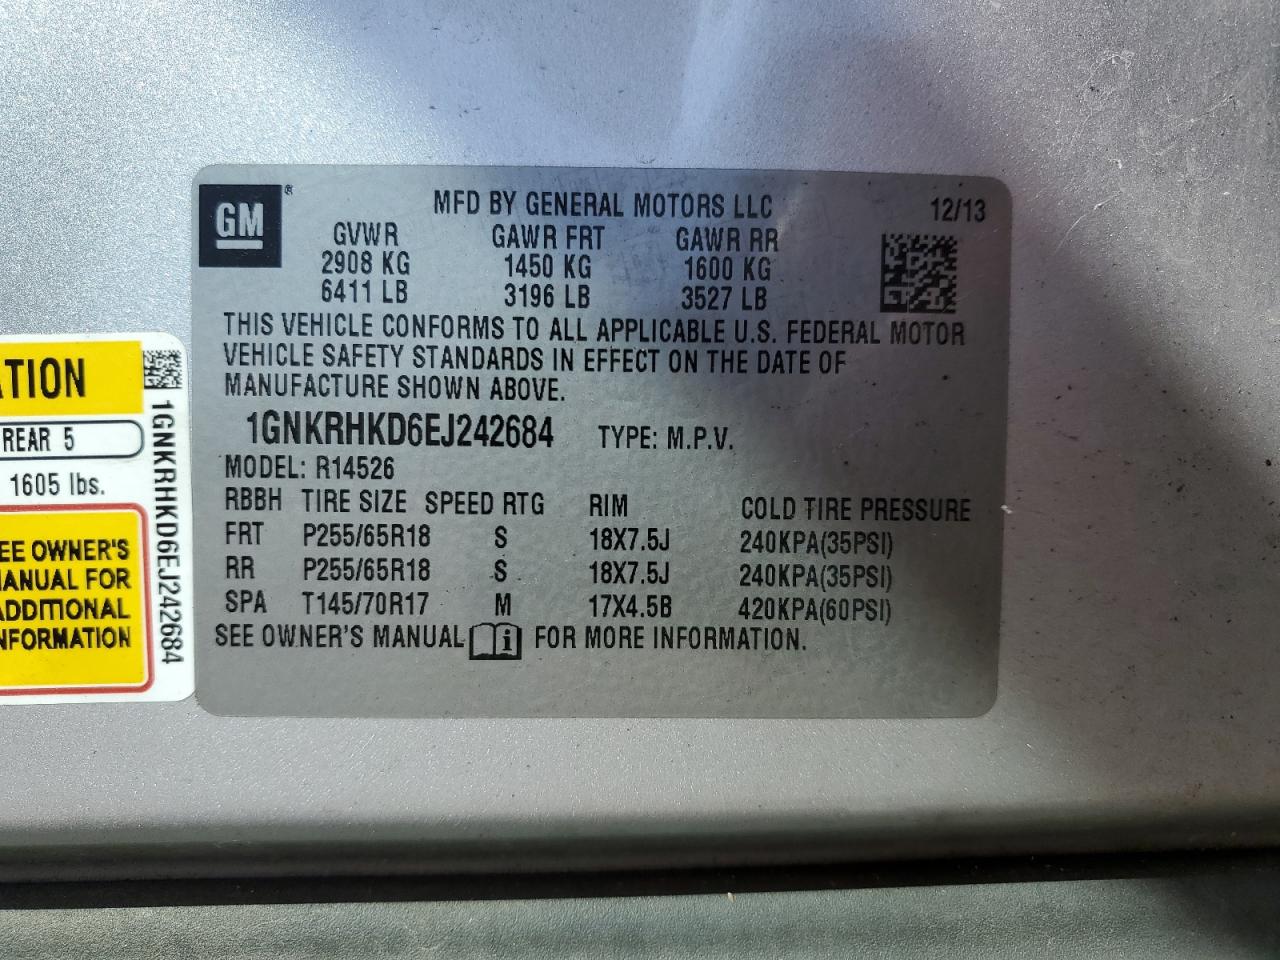 GM®
MFD BY GENERAL MOTORS LLC 12/13
GVWR GAWR FRT GAWR RR
2908 KG 1450 KG 1600 KG
6411 LB 3196 LB 3527 LB
THIS VEHICLE CONFORMS TO ALL APPLICABLE U.S. FEDERAL MOTOR
VEHICLE SAFETY STANDARDS IN EFFECT ON THE DATE OF
MANUFACTURE SHOWN ABOVE.
1GNKRHKD6EJ242684 TYPE: M.P.V.
MODEL: R14526
RBBH TIRE SIZE SPEED RTG RIM COLD TIRE PRESSURE
FRT P255/65R18 S 18X7.5J 240KPA(35PSI)
RR P255/65R18 S 18X7.5J 240KPA(35PSI)
SPA T145/70R17 M 17X4.5B 420KPA(60PSI)
SEE OWNER'S MANUAL i FOR MORE INFORMATION.
ATION
REAR 5
1605 lbs.
EE OWNER'S
ANUAL FOR
ADDITIONAL
NFORMATION
1GNKRHKD6EJ242684